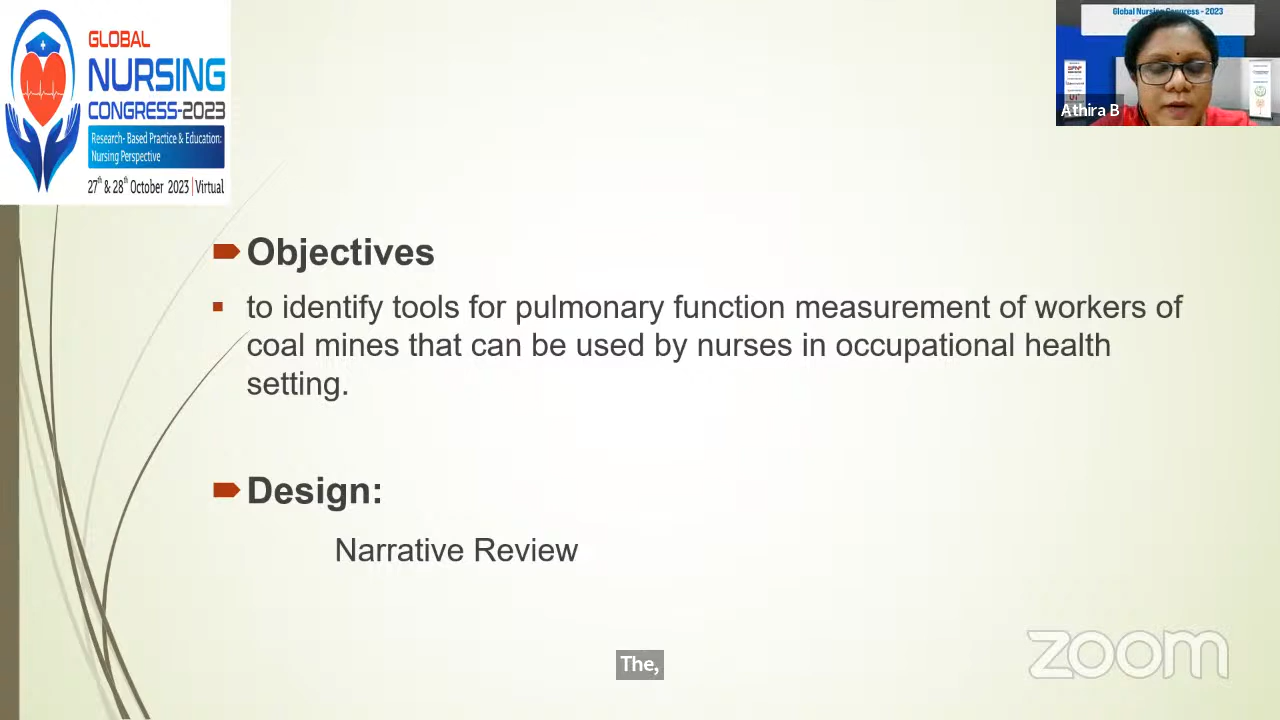 GLOBAL
NURSING
CONGRESS-2023
Research- Based Practice & Education:
Nursing Perspective
27th & 28th October 2023 | Virtual
Global Nursing Congress - 2023
Athira B
Objectives
to identify tools for pulmonary function measurement of workers of
coal mines that can be used by nurses in occupational health
setting.
Design:
Narrative Review
The,
zoom